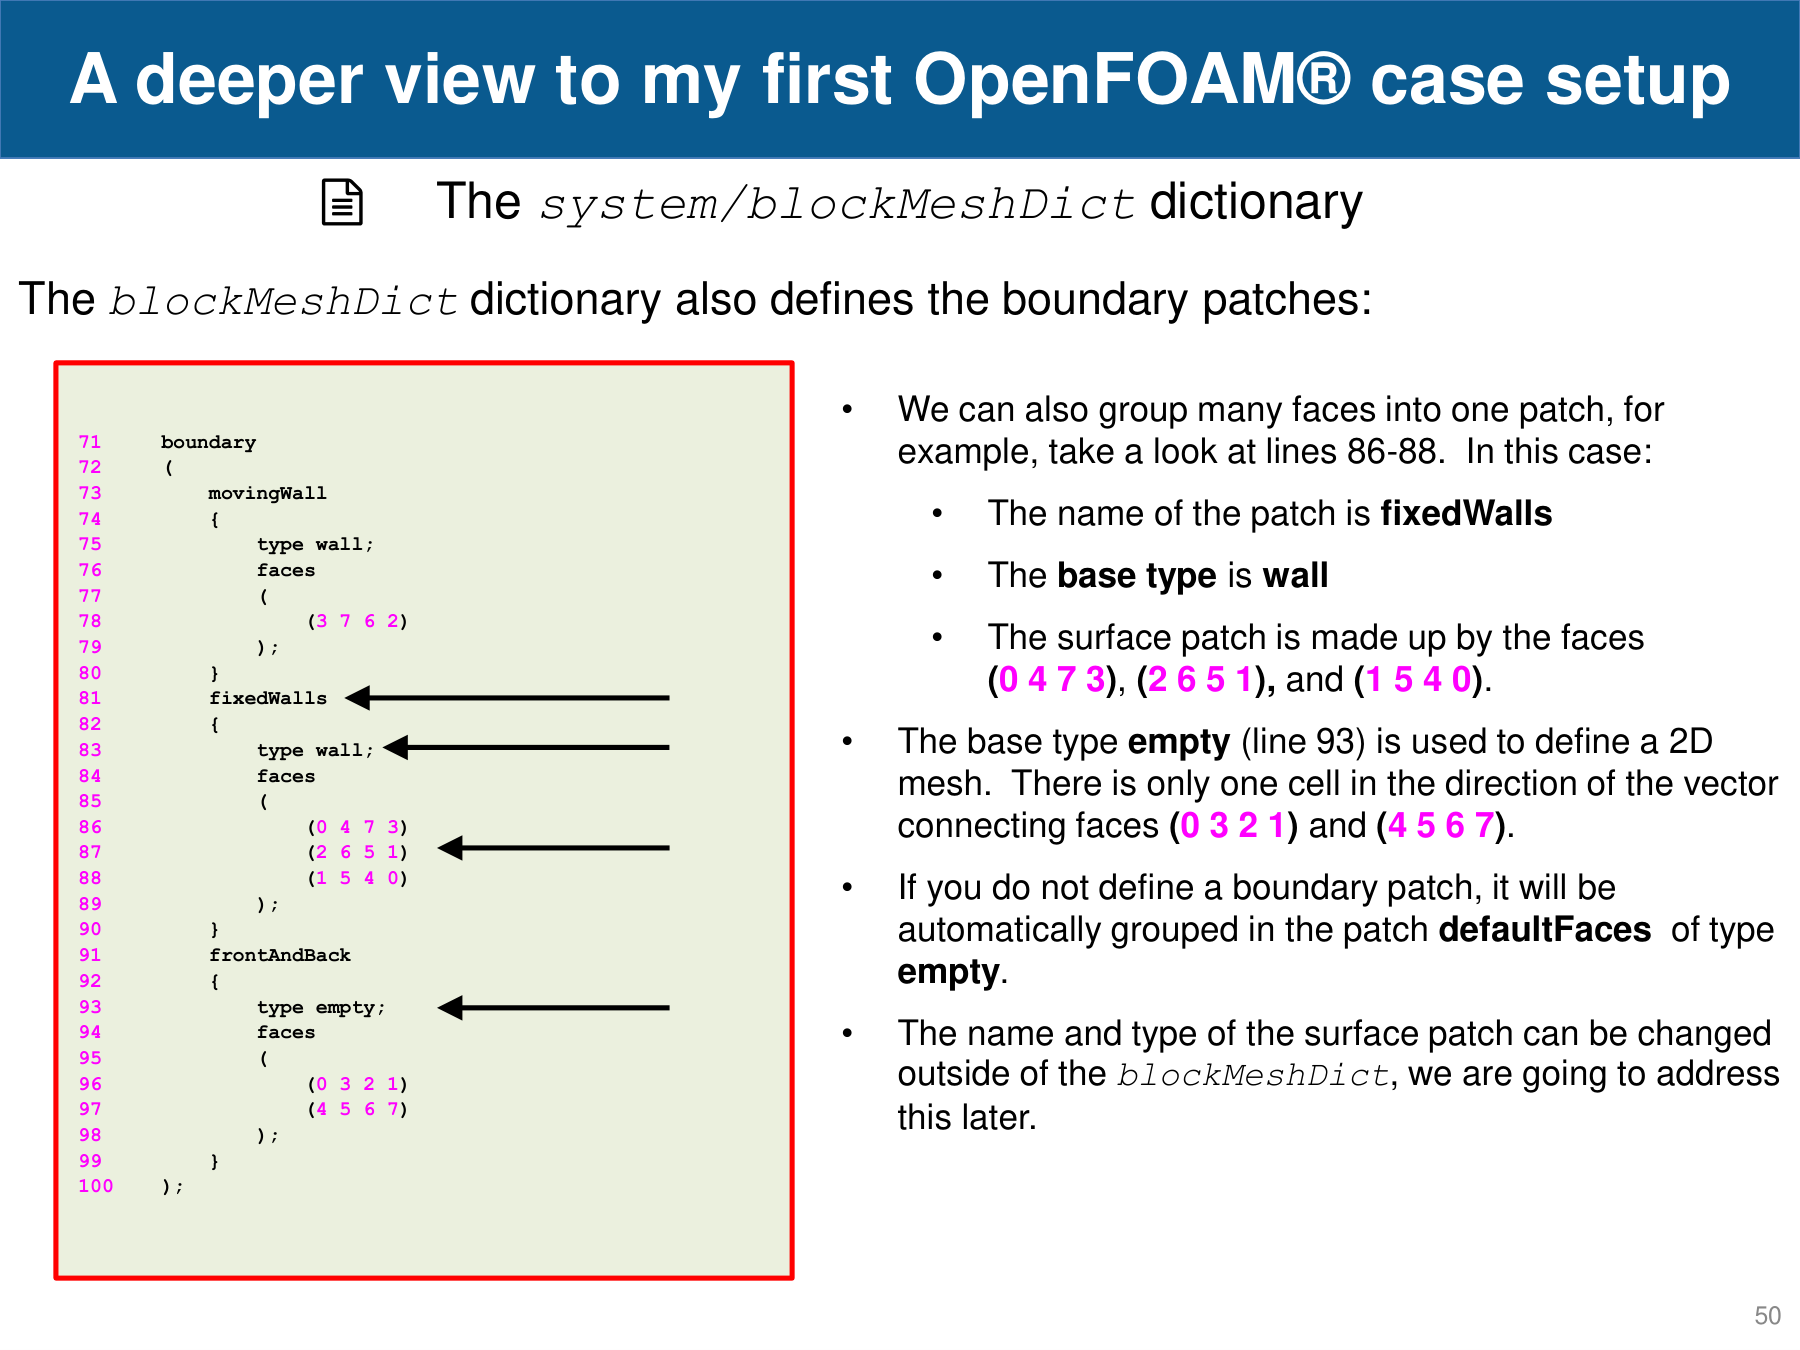 A deeper view to my first OpenFOAM® case setup
The system/blockMeshDict dictionary
The blockMeshDict dictionary also defines the boundary patches:
71 boundary
72 (
73 movingWall
74 {
75 type wall;
76 faces
77 (
78 (3 7 6 2)
79 );
80 }
81 fixedWalls
82 {
83 type wall;
84 faces
85 (
86 (0 4 7 3)
87 (2 6 5 1)
88 (1 5 4 0)
89 );
90 }
91 frontAndBack
92 {
93 type empty;
94 faces
95 (
96 (0 3 2 1)
97 (4 5 6 7)
98 );
99 }
100 );
• We can also group many faces into one patch, for
example, take a look at lines 86-88. In this case:
• The name of the patch is fixedWalls
• The base type is wall
• The surface patch is made up by the faces
(0 4 7 3), (2 6 5 1), and (1 5 4 0).
• The base type empty (line 93) is used to define a 2D
mesh. There is only one cell in the direction of the vector
connecting faces (0 3 2 1) and (4 5 6 7).
• If you do not define a boundary patch, it will be
automatically grouped in the patch defaultFaces of type
empty.
• The name and type of the surface patch can be changed
outside of the blockMeshDict, we are going to address
this later.
50